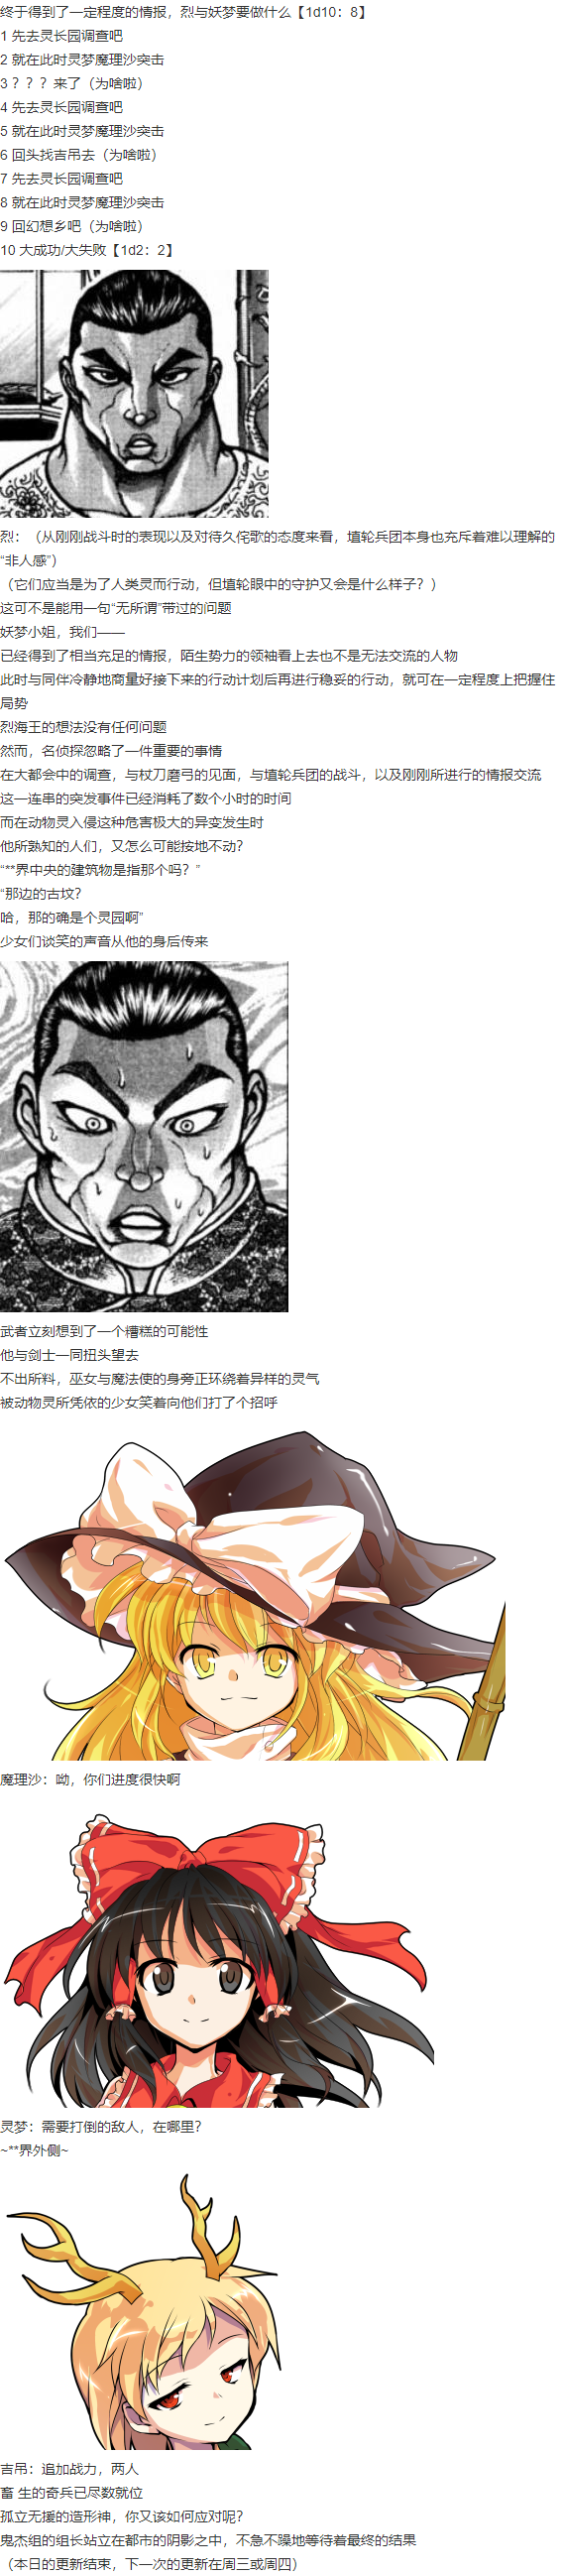 终于得到了一定程度的情报，烈与妖梦要做什么【1d10：8】
1 先去灵长园调查吧
2 就在此时灵梦魔理沙突击
3 ？？？来了（为啥啦）
4 先去灵长园调查吧
5 就在此时灵梦魔理沙突击
6 回头找吉吊去（为啥啦）
7 先去灵长园调查吧
8 就在此时灵梦魔理沙突击
9 回幻想乡吧（为啥啦）
10 大成功/大失败【1d2：2】
烈：（从刚刚战斗时的表现以及对待久侘歌的态度来看，埴轮兵团本身也充斥着难以理解的
“非人感”）
（它们应当是为了人类灵而行动，但埴轮眼中的守护又会是什么样子？）
这可不是能用一句“无所谓”带过的问题
妖梦小姐，我们——
已经得到了相当充足的情报，陌生势力的领袖看上去也不是无法交流的人物
此时与同伴冷静地商量好接下来的行动计划后再进行稳妥的行动，就可在一定程度上把握住
局势
烈海王的想法没有任何问题
然而，名侦探忽略了一件重要的事情
在大都会中的调查，与杖刀磨弓的见面，与埴轮兵团的战斗，以及刚刚所进行的情报交流
这一连串的突发事件已经消耗了数个小时的时间
而在动物灵入侵这种危害极大的异变发生时
他所熟知的人们，又怎么可能按地不动？
“**界中央的建筑物是指那个吗？”
“那边的古坟？
哈，那的确是个灵园啊”
少女们谈笑的声音从他的身后传来
武者立刻想到了一个糟糕的可能性
他与剑士一同扭头望去
不出所料，巫女与魔法使的身旁正环绕着异样的灵气
被动物灵所凭依的少女笑着向他们打了个招呼
魔理沙：呦，你们进度很快啊
灵梦：需要打倒的敌人，在哪里？
~**界外侧~
吉吊：追加战力，两人
畜 生的奇兵已尽数就位
孤立无援的造形神，你又该如何应对呢？
鬼杰组的组长站立在都市的阴影之中，不急不躁地等待着最终的结果
（本日的更新结束，下一次的更新在周三或周四）